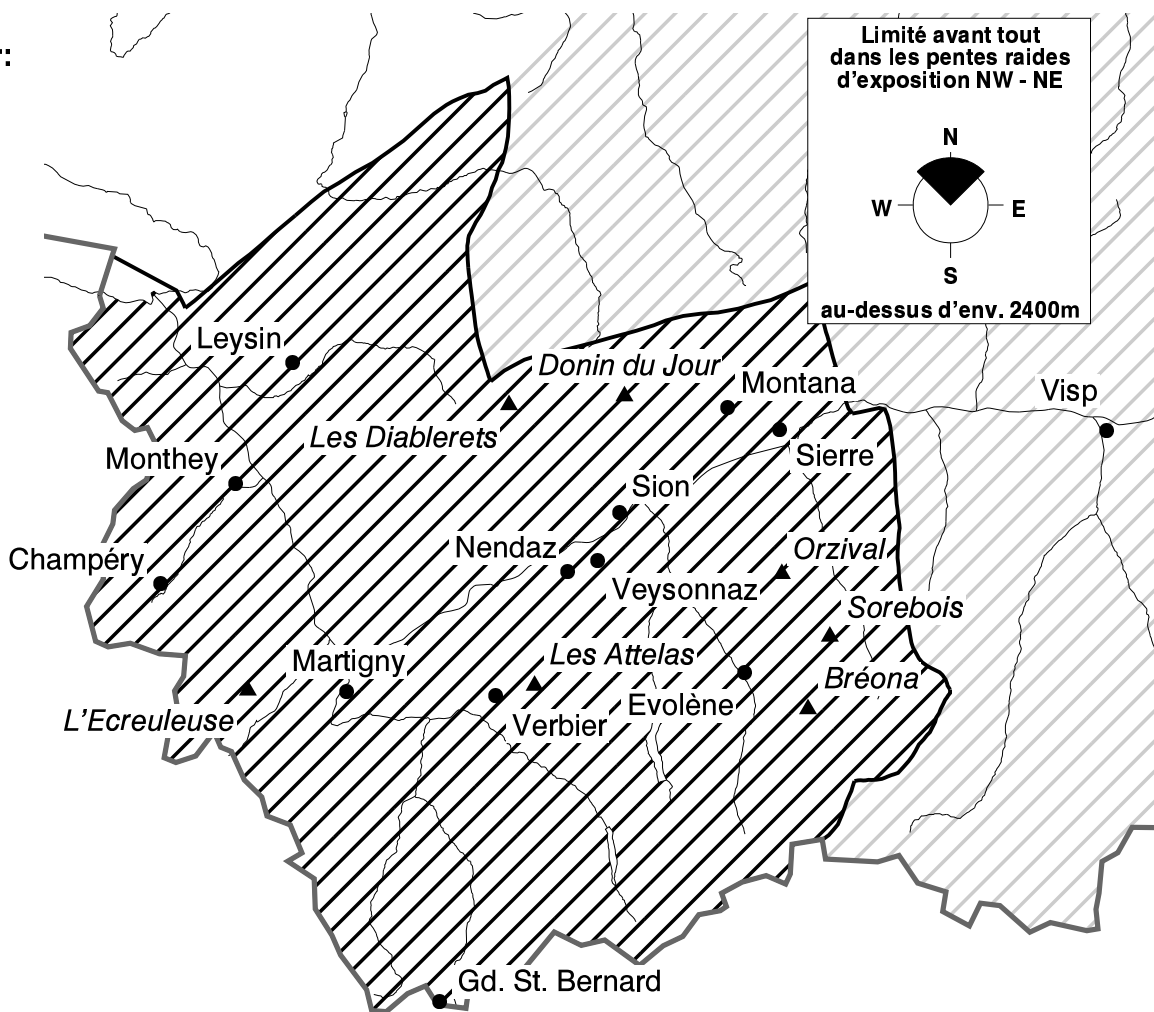 :
Limité avant tout
dans les pentes raides
d'exposition NW - NE
N
W
E
S
au-dessus d'env. 2400m
Leysin
Donin du Jour
Montana
Visp
Les Diablerets
Sierre
Monthey
Sion
Champéry
Nendaz
Orzival
Veysonnaz
Sorebois
Martigny
Les Attelas
Bréona
L'Ecreuleuse
Verbier
Evolène
Gd. St. Bernard